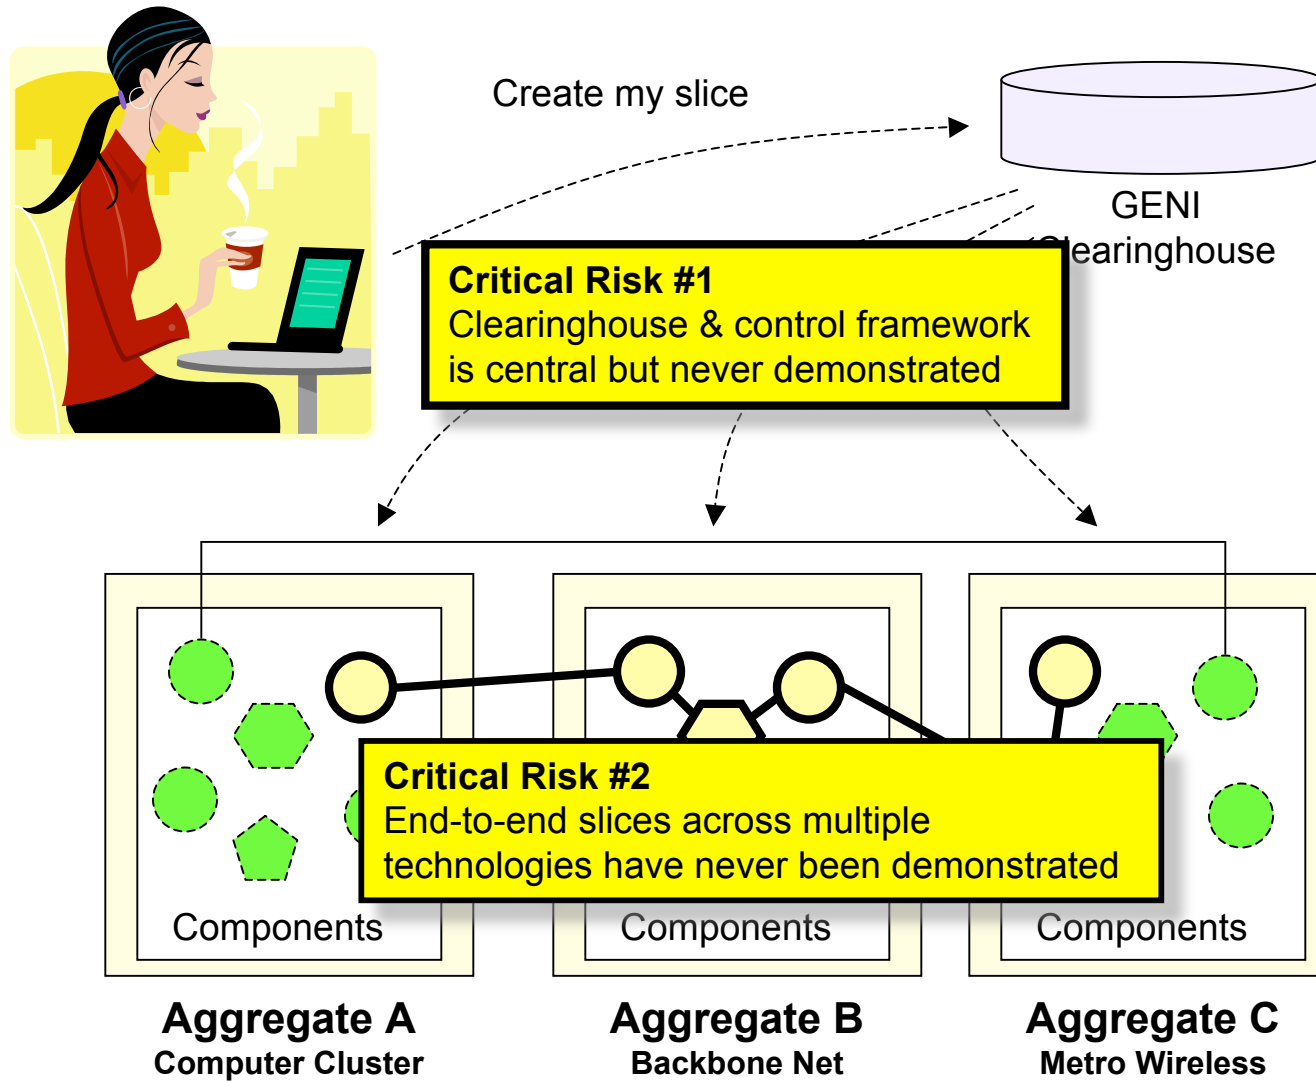 Create my slice
GENI
Clearinghouse
Critical Risk #1
Clearinghouse & control framework
is central but never demonstrated
Critical Risk #2
End-to-end slices across multiple
technologies have never been demonstrated
Components
Components
Components
Aggregate A
Computer Cluster
Aggregate B
Backbone Net
Aggregate C
Metro Wireless